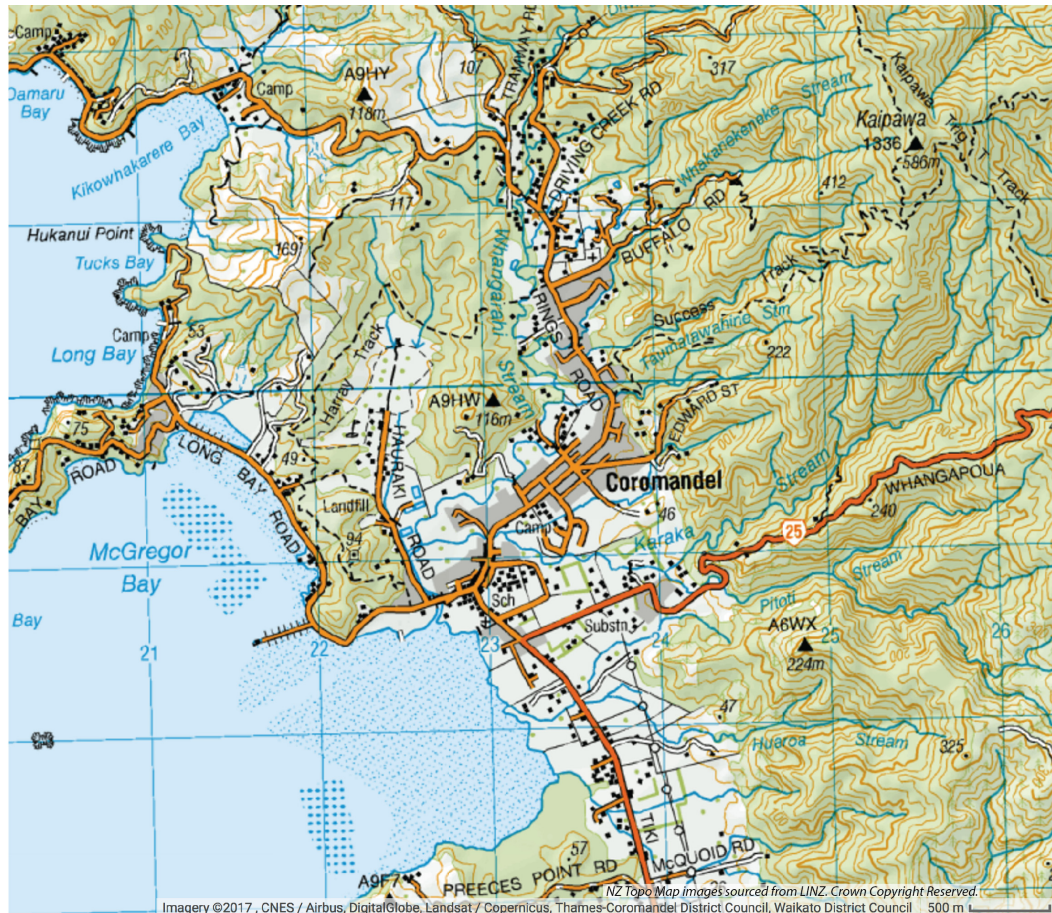 Camp
Oamaru
Bay
A9HY
118m
Camp
107
TRAMWAY RD
317
DRIVING CREEK RD
Whakanekeneke Stream
Kaipawa
Kaipawa
1336
586m
Trig
Track
Kikowhakarere Bay
117
412
BUFFALO RD
Hukanui Point
Tucks Bay
169
Whangarahi Stream
RINGS ROAD
Success Track
Taumatawahine Stm
222
Camp
53
Long Bay
Harray Track
A9HW
116m
EDWARD ST
75
87
BAY ROAD
LONG BAY ROAD
49
HAURAKI ROAD
Landfill
94
Coromandel
Camp
46
Karaka Stream
240
WHANGAPOUA
25
McGregor
Bay
Bay
Sch
Substn
Pitoti Stream
A6WX
224m
21
22
23
24
25
26
47
Huaroa Stream
325
TIKI
57
McQUOID RD
A9F7
PREECES POINT RD
NZ Topo Map images sourced from LINZ. Crown Copyright Reserved.
Imagery ©2017 , CNES / Airbus, DigitalGlobe, Landsat / Copernicus, Thames-Coromandel District Council, Waikato District Council 500 m